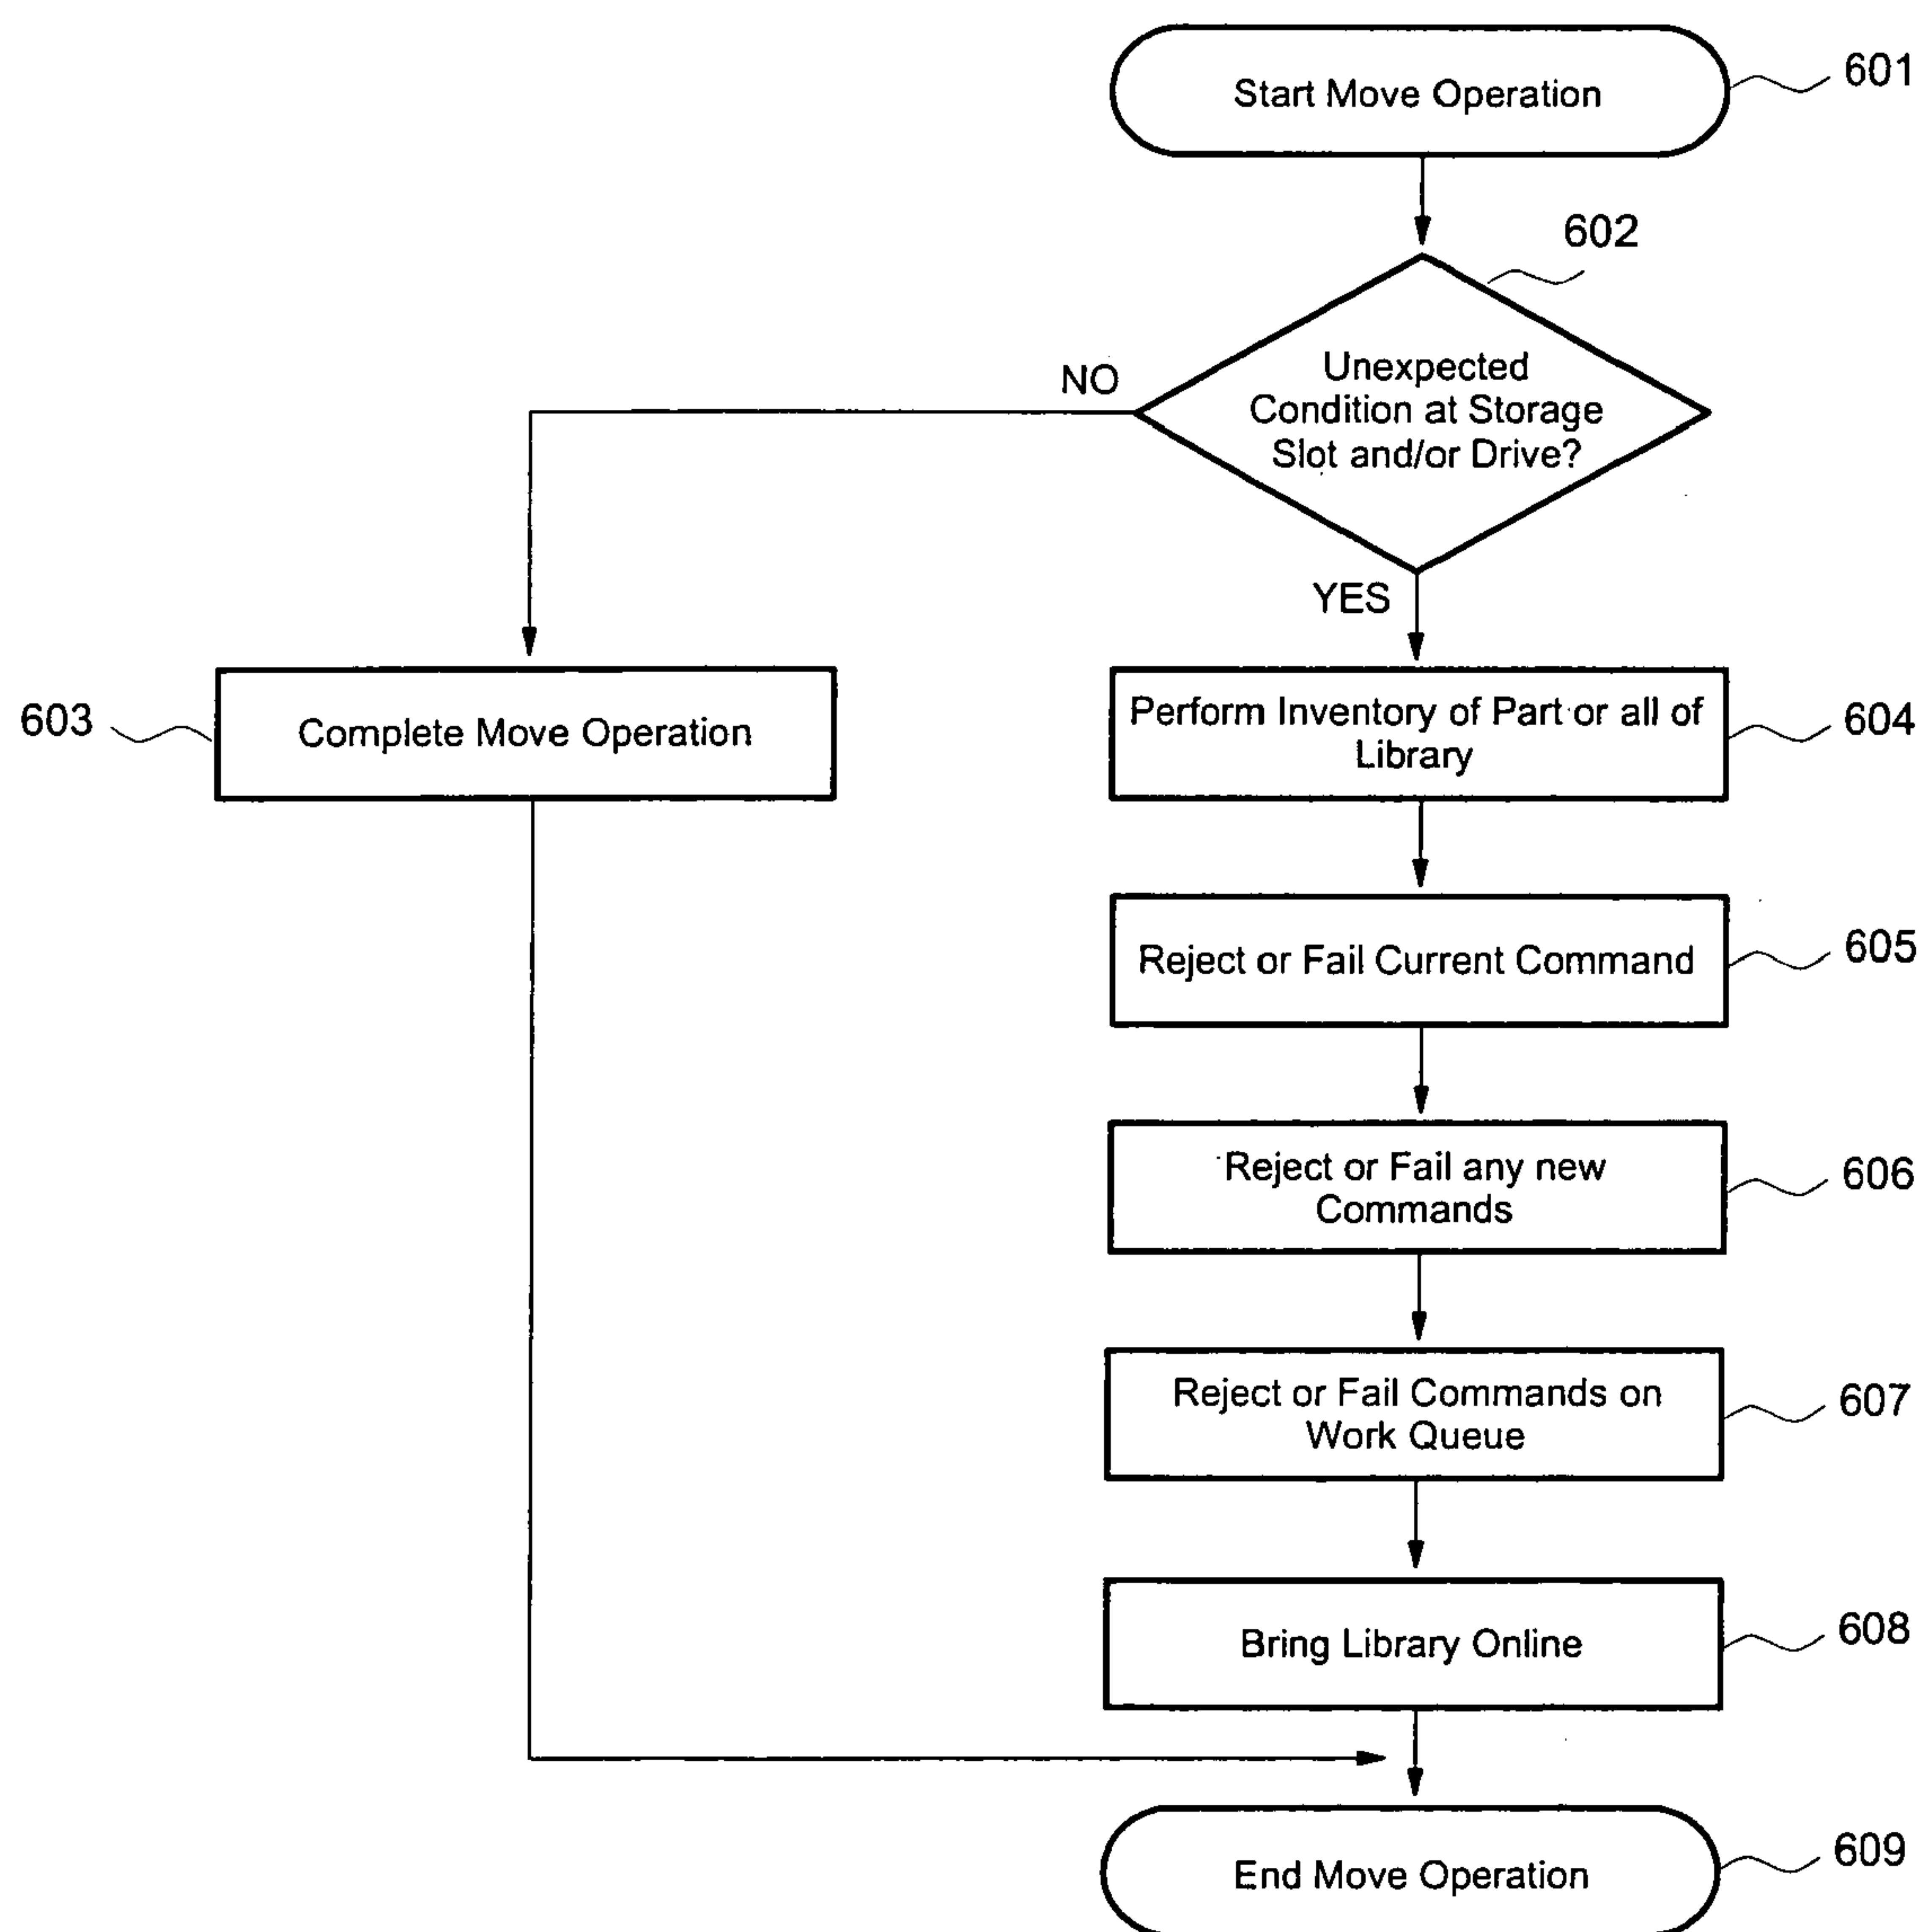 Start Move Operation
601
602
Unexpected
Condition at Storage
Slot and/or Drive?
NO
YES
603
Complete Move Operation
Perform Inventory of Part or all of
Library
604
Reject or Fail Current Command
605
Reject or Fail any new
Commands
606
Reject or Fail Commands on
Work Queue
607
Bring Library Online
608
End Move Operation
609